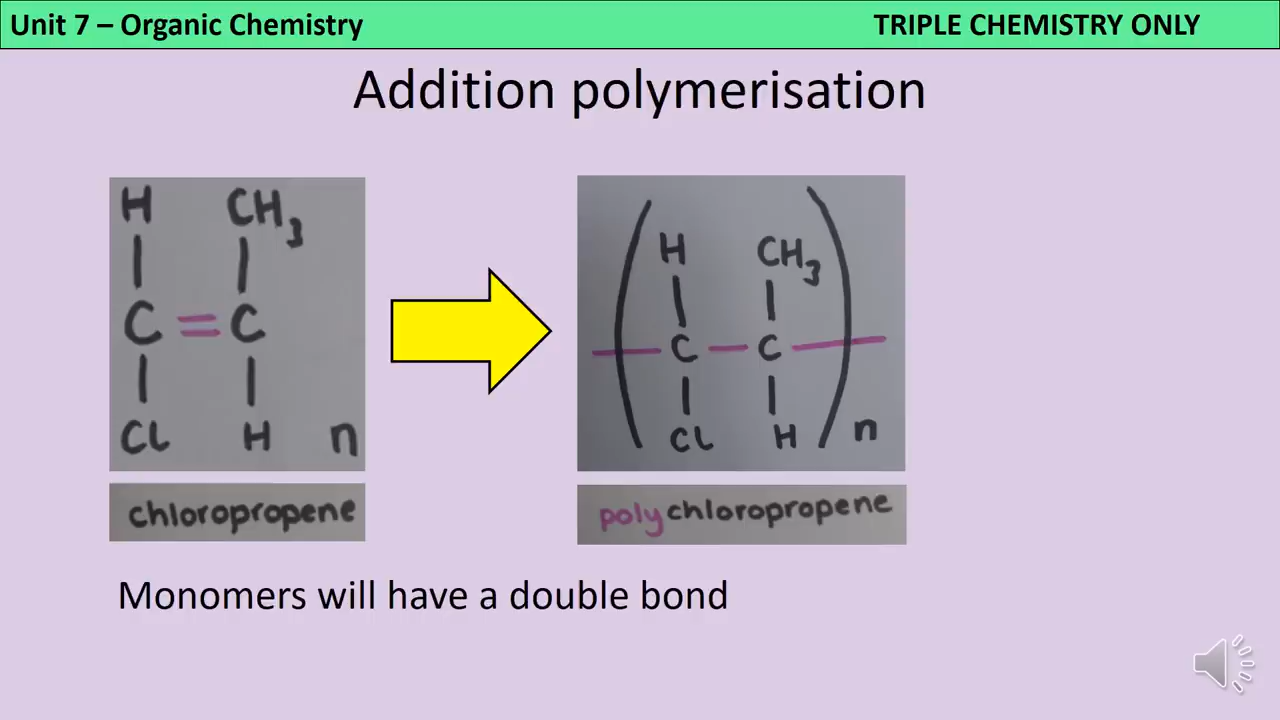 Unit 7 – Organic Chemistry
TRIPLE CHEMISTRY ONLY
Addition polymerisation
H CH3
C = C
Cl H n
chloropropene
H CH3
C — C
Cl H n
polychloropropene
Monomers will have a double bond